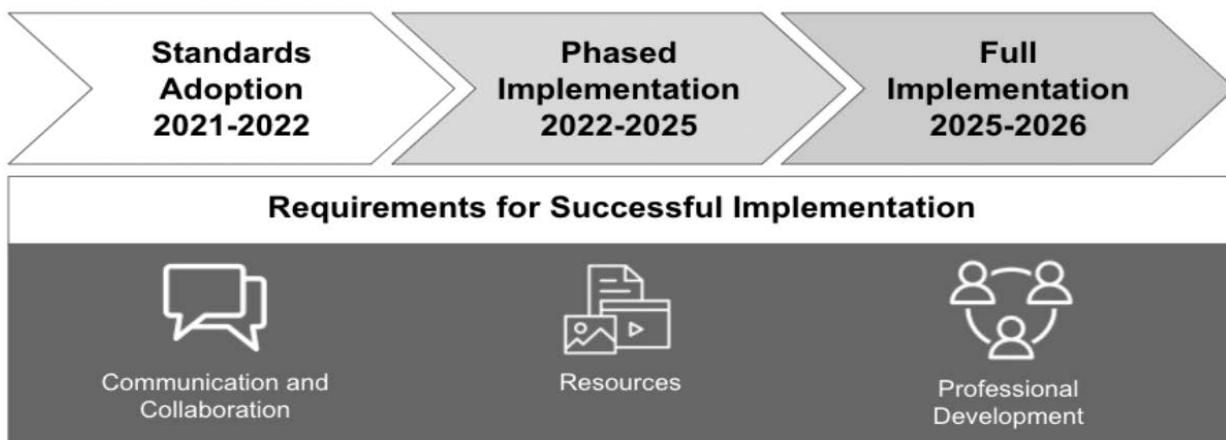 Standards
Adoption
2021-2022
Phased
Implementation
2022-2025
Full
Implementation
2025-2026
Requirements for Successful Implementation
Communication and
Collaboration
Resources
Professional
Development